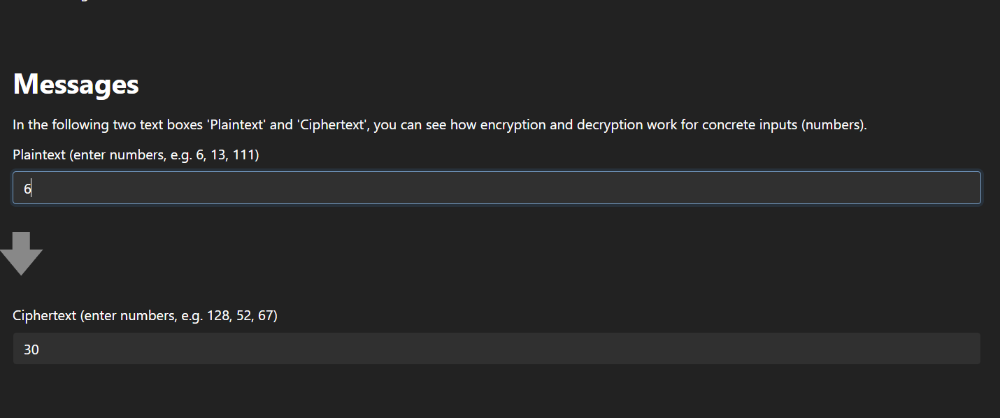 Messages
In the following two text boxes 'Plaintext' and 'Ciphertext', you can see how encryption and decryption work for concrete inputs (numbers).
Plaintext (enter numbers, e.g. 6, 13, 111)
6
Ciphertext (enter numbers, e.g. 128, 52, 67)
30